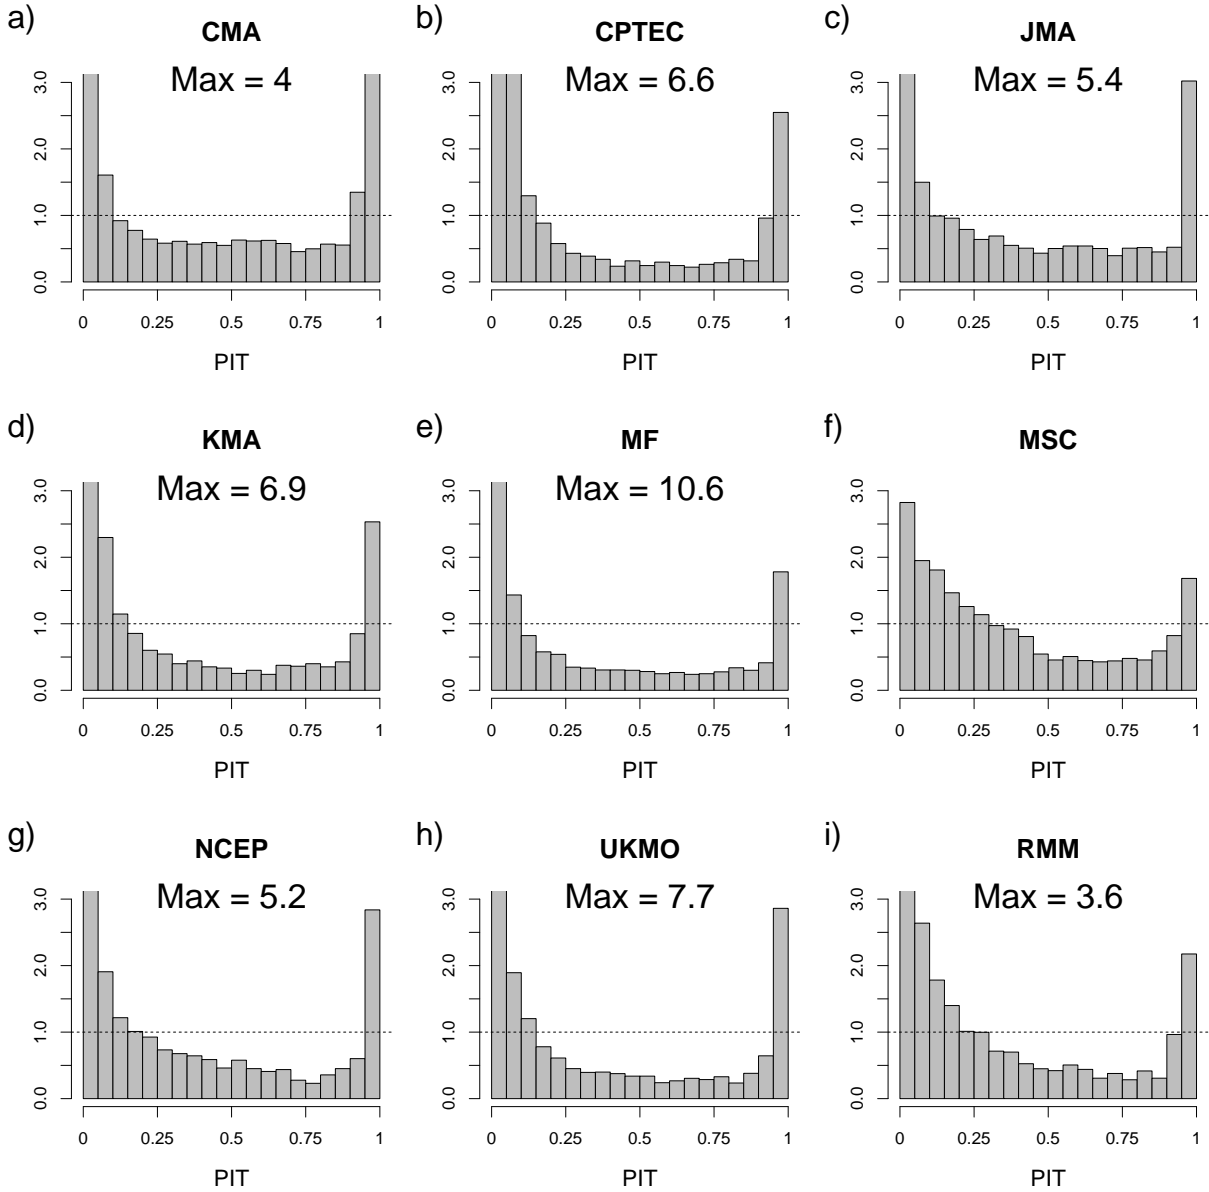 a) CMA
Max = 4
3.0
2.0
1.0
0.0
0 0.25 0.5 0.75 1
PIT
b) CPTEC
Max = 6.6
3.0
2.0
1.0
0.0
0 0.25 0.5 0.75 1
PIT
c) JMA
Max = 5.4
3.0
2.0
1.0
0.0
0 0.25 0.5 0.75 1
PIT
d) KMA
Max = 6.9
3.0
2.0
1.0
0.0
0 0.25 0.5 0.75 1
PIT
e) MF
Max = 10.6
3.0
2.0
1.0
0.0
0 0.25 0.5 0.75 1
PIT
f) MSC
3.0
2.0
1.0
0.0
0 0.25 0.5 0.75 1
PIT
g) NCEP
Max = 5.2
3.0
2.0
1.0
0.0
0 0.25 0.5 0.75 1
PIT
h) UKMO
Max = 7.7
3.0
2.0
1.0
0.0
0 0.25 0.5 0.75 1
PIT
i) RMM
Max = 3.6
3.0
2.0
1.0
0.0
0 0.25 0.5 0.75 1
PIT